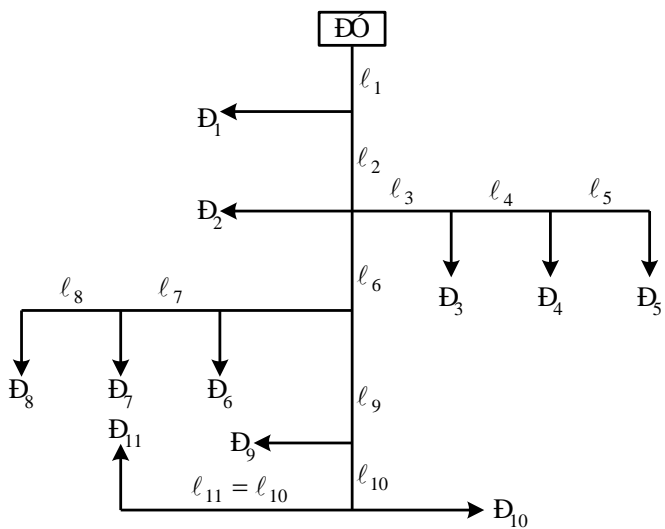 ĐÓ
ℓ1
Đ1
ℓ2
Đ2
ℓ3
ℓ4
ℓ5
ℓ6
Đ3
Đ4
Đ5
ℓ8
ℓ7
Đ8
Đ7
Đ6
Đ11
ℓ9
Đ9
ℓ11 = ℓ10
ℓ10
Đ10